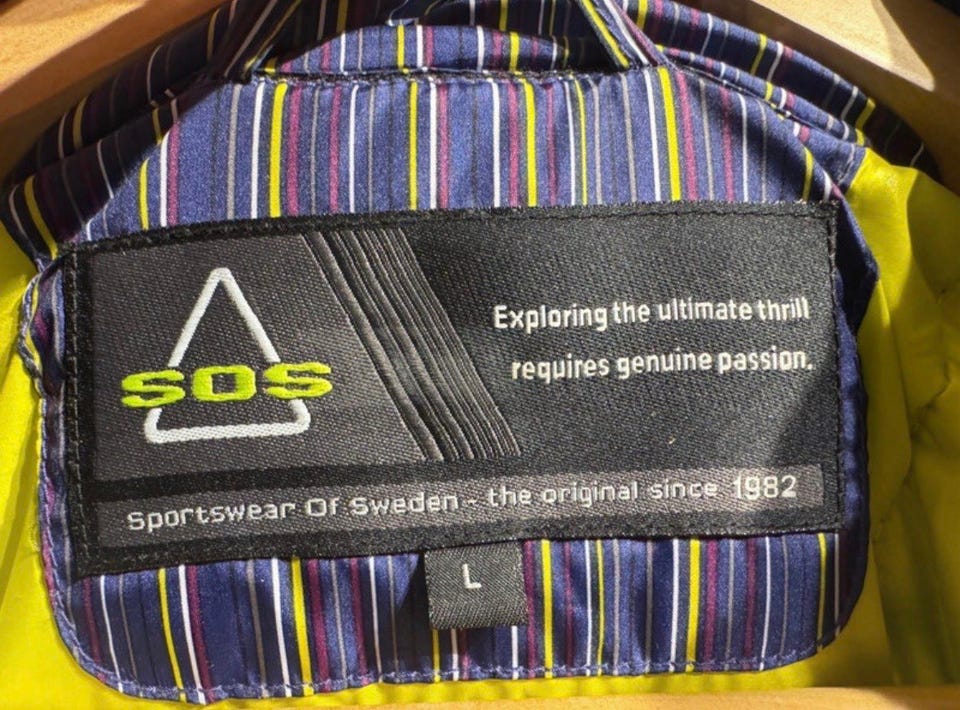 SOS
Exploring the ultimate thrill
requires genuine passion.
Sportswear Of Sweden - the original since 1982
L